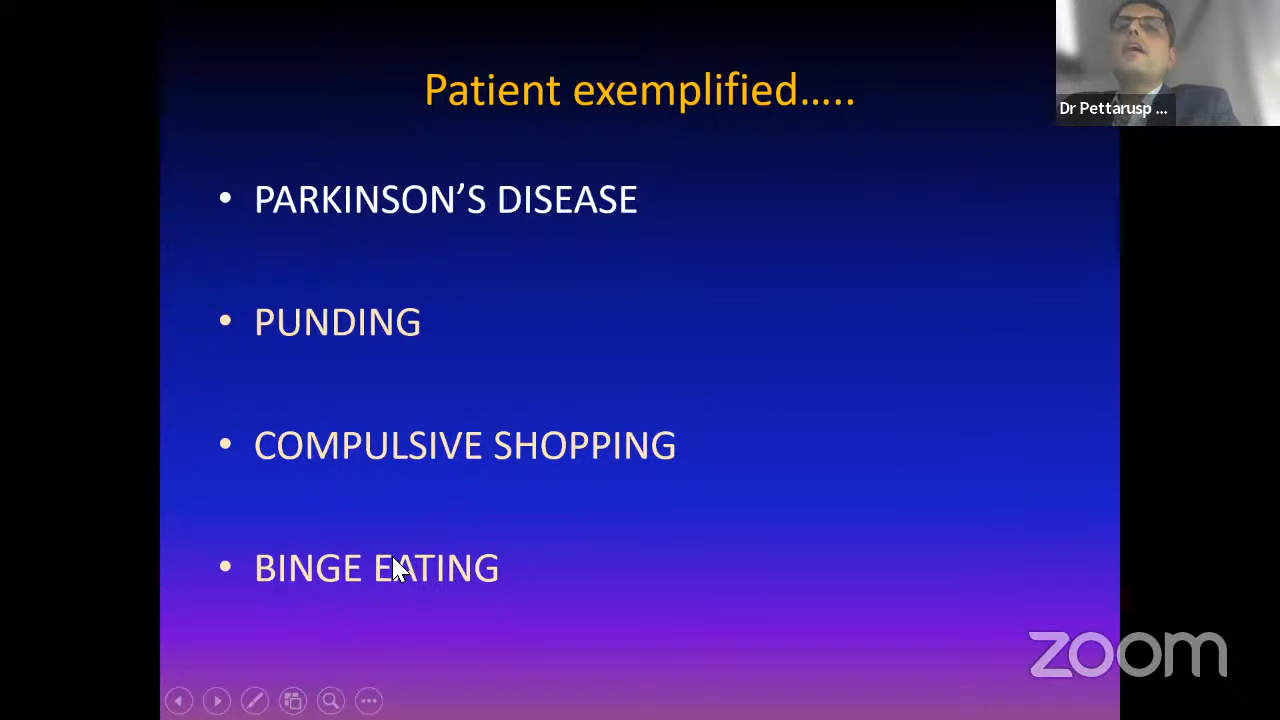 Patient exemplified.....
Dr Pettarusp ...
• PARKINSON’S DISEASE
• PUNDING
• COMPULSIVE SHOPPING
• BINGE EATING
zoom